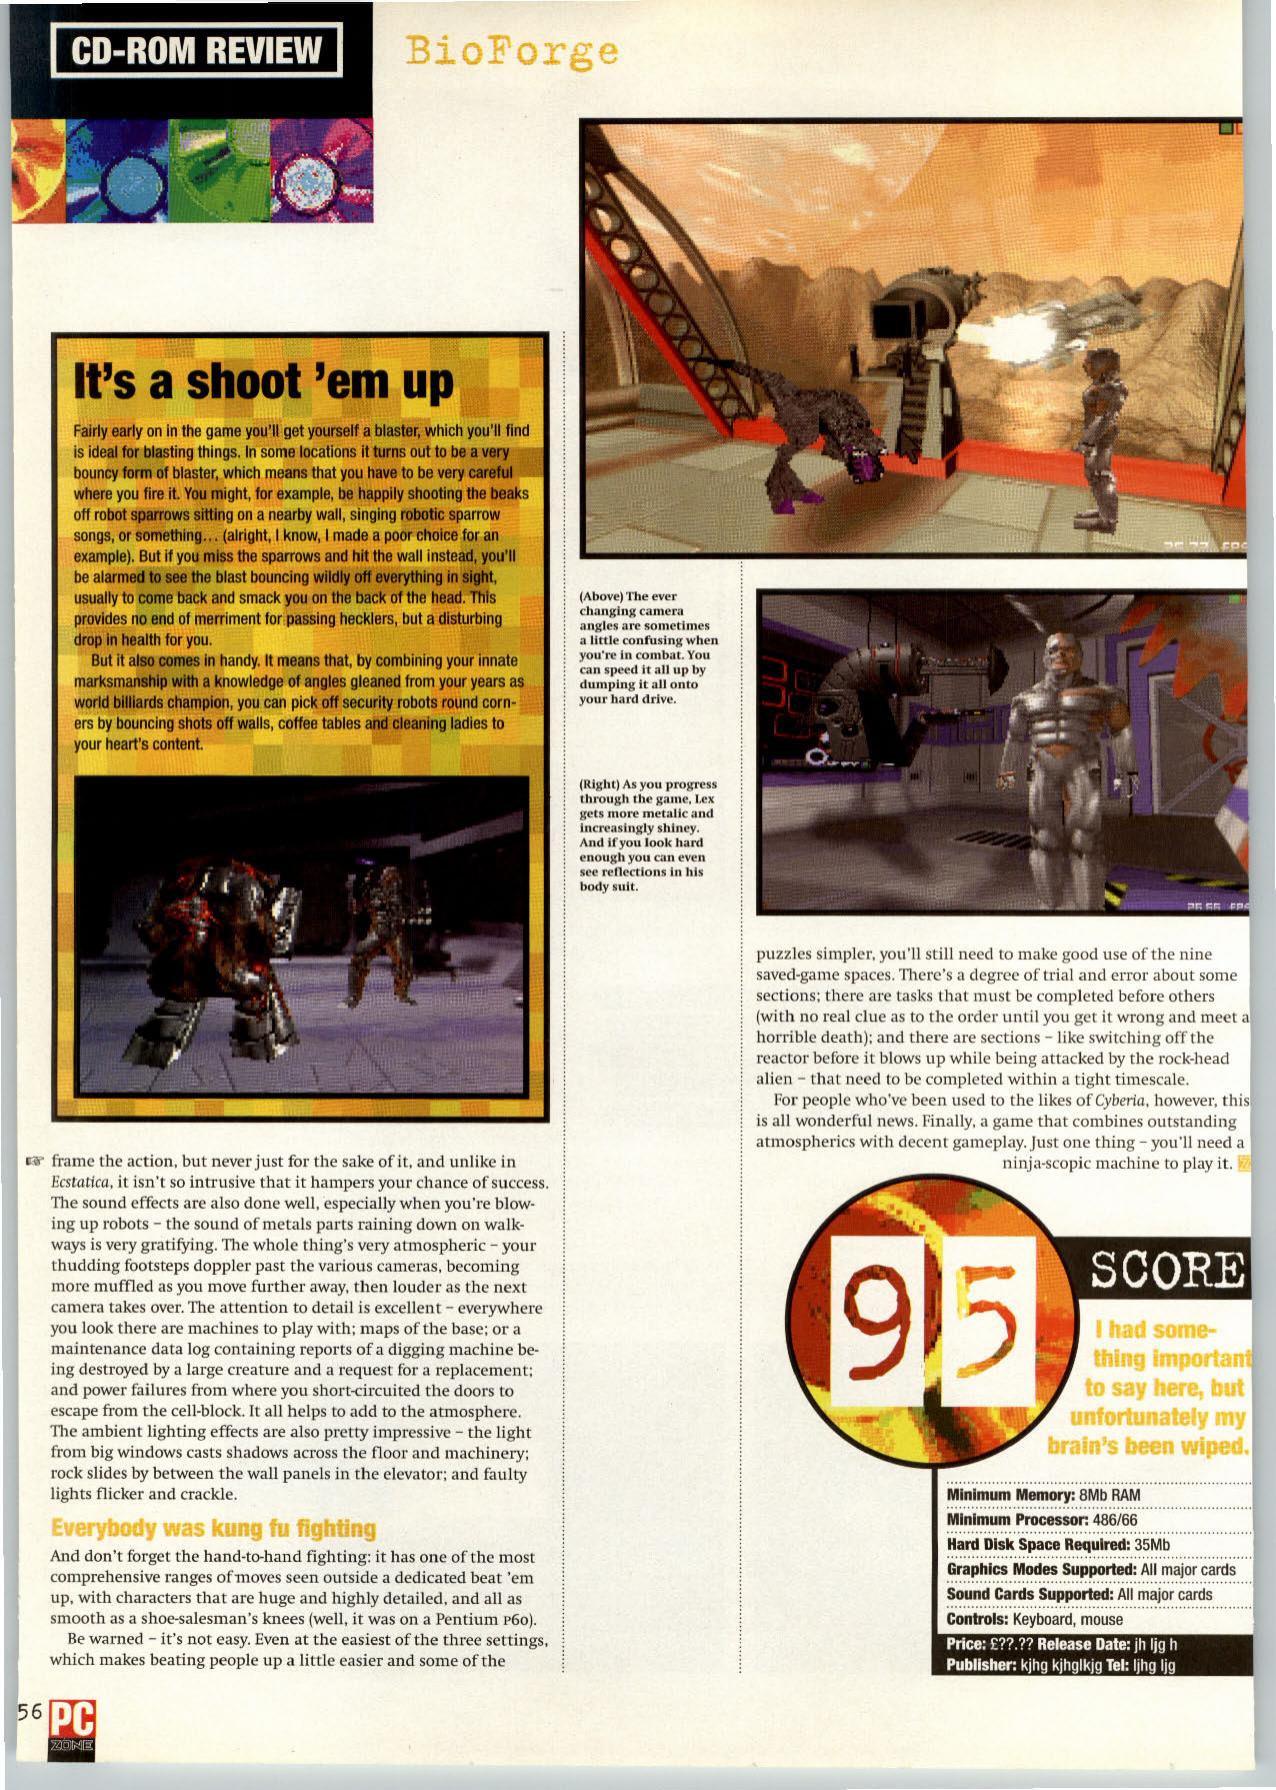 CD-ROM REVIEW
BioForge
It's a shoot 'em up
Fairly early on in the game you'll get yourself a blaster, which you'll find
is ideal for blasting things. In some locations it turns out to be a very
bouncy form of blaster, which means that you have to be very careful
where you fire it. You might, for example, be happily shooting the beaks
off robot sparrows sitting on a nearby wall, singing robotic sparrow
songs, or something... (alright, I know, I made a poor choice for an
example). But if you miss the sparrows and hit the wall instead, you'll
be alarmed to see the blast bouncing wildly off everything in sight,
usually to come back and smack you on the back of the head. This
provides no end of merriment for passing hecklers, but a disturbing
drop in health for you.
But it also comes in handy. It means that, by combining your innate
marksmanship with a knowledge of angles gleaned from your years as
world billiards champion, you can pick off security robots round corn-
ers by bouncing shots off walls, coffee tables and cleaning ladies to
your heart's content.
frame the action, but never just for the sake of it, and unlike in
Ecstatica, it isn't so intrusive that it hampers your chance of success.
The sound effects are also done well, especially when you're blow-
ing up robots – the sound of metals parts raining down on walk-
ways is very gratifying. The whole thing's very atmospheric – your
thudding footsteps doppler past the various cameras, becoming
more muffled as you move further away, then louder as the next
camera takes over. The attention to detail is excellent – everywhere
you look there are machines to play with; maps of the base; or a
maintenance data log containing reports of a digging machine be-
ing destroyed by a large creature and a request for a replacement;
and power failures from where you short-circuited the doors to
escape from the cell-block. It all helps to add to the atmosphere.
The ambient lighting effects are also pretty impressive – the light
from big windows casts shadows across the floor and machinery;
rock slides by between the wall panels in the elevator; and faulty
lights flicker and crackle.
Everybody was kung fu fighting
And don't forget the hand-to-hand fighting: it has one of the most
comprehensive ranges of moves seen outside a dedicated beat 'em
up, with characters that are huge and highly detailed, and all as
smooth as a shoe-salesman's knees (well, it was on a Pentium P60).
Be warned – it's not easy. Even at the easiest of the three settings,
which makes beating people up a little easier and some of the
(Above) The ever
changing camera
angles are sometimes
a little confusing when
you're in combat. You
can speed it all up by
dumping it all onto
your hard drive.
(Right) As you progress
through the game, Lex
gets more metalic and
increasingly shiney.
And if you look hard
enough you can even
see reflections in his
body suit.
puzzles simpler, you'll still need to make good use of the nine
saved-game spaces. There's a degree of trial and error about some
sections; there are tasks that must be completed before others
(with no real clue as to the order until you get it wrong and meet a
horrible death); and there are sections – like switching off the
reactor before it blows up while being attacked by the rock-head
alien – that need to be completed within a tight timescale.
For people who've been used to the likes of Cyberia, however, this
is all wonderful news. Finally, a game that combines outstanding
atmospherics with decent gameplay. Just one thing – you'll need a
ninja-scopic machine to play it.
95
SCORE
I had some-
thing important
to say here, but
unfortunately my
brain's been wiped.
Minimum Memory: 8Mb RAM
Minimum Processor: 486/66
Hard Disk Space Required: 35Mb
Graphics Modes Supported: All major cards
Sound Cards Supported: All major cards
Controls: Keyboard, mouse
Price: £??.?? Release Date: jh ljg h
Publisher: kjhg kjhglkjg Tel: ljhg ljg
56
PC
ZONE